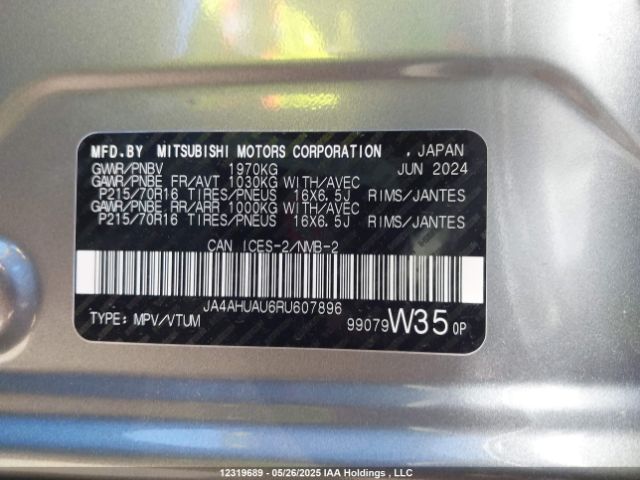 MFD.BY MITSUBISHI MOTORS CORPORATION . JAPAN
GWVR/PNBV 1970KG JUN 2024
GAWR/PNBE FR/AVT 1030KG WITH/AVEC
P215/70R16 TIRES/PNEUS 16X6.5J RIMS/JANTES
GAWR/PNBE RR/ARR 1000KG WITH/AVEC
P215/70R16 TIRES/PNEUS 16X6.5J RIMS/JANTES
CAN ICES-2/NMB-2
JA4AHUAU6RU607896
TYPE: MPV/VTUM 99079 W35 0P
12319689 - 05/26/2025 IAA Holdings , LLC